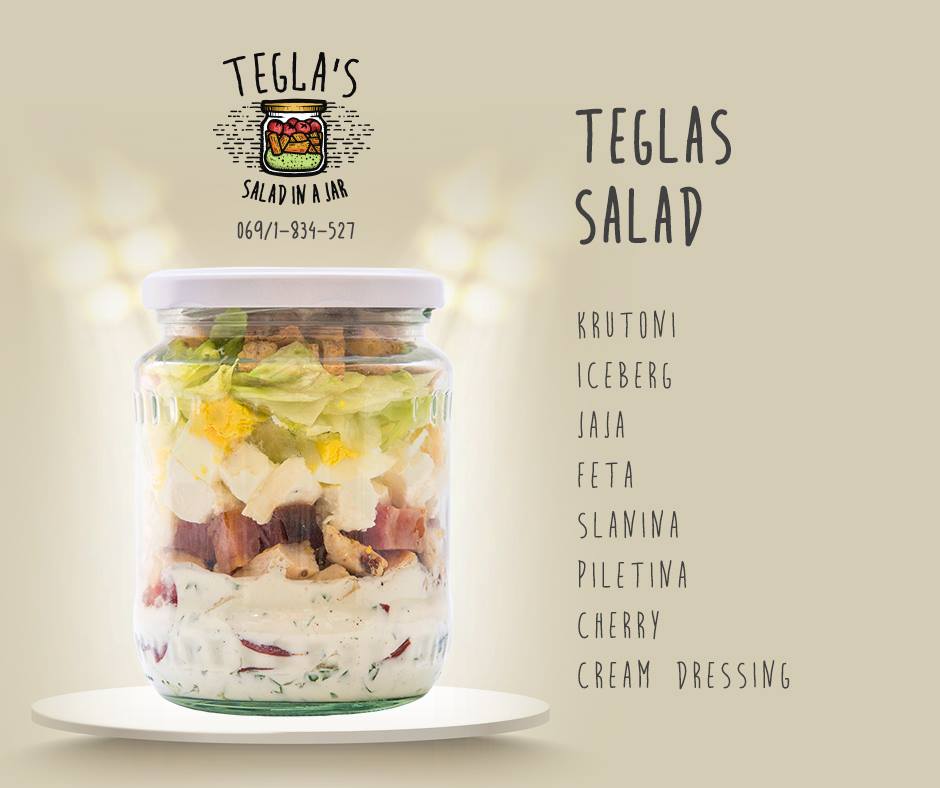 TEGLA'S
SALAD IN A JAR
069/1-834-527
TEGLAS
SALAD
KRUTONI
ICEBERG
JAJA
FETA
SLANINA
PILETINA
CHERRY
CREAM DRESSING